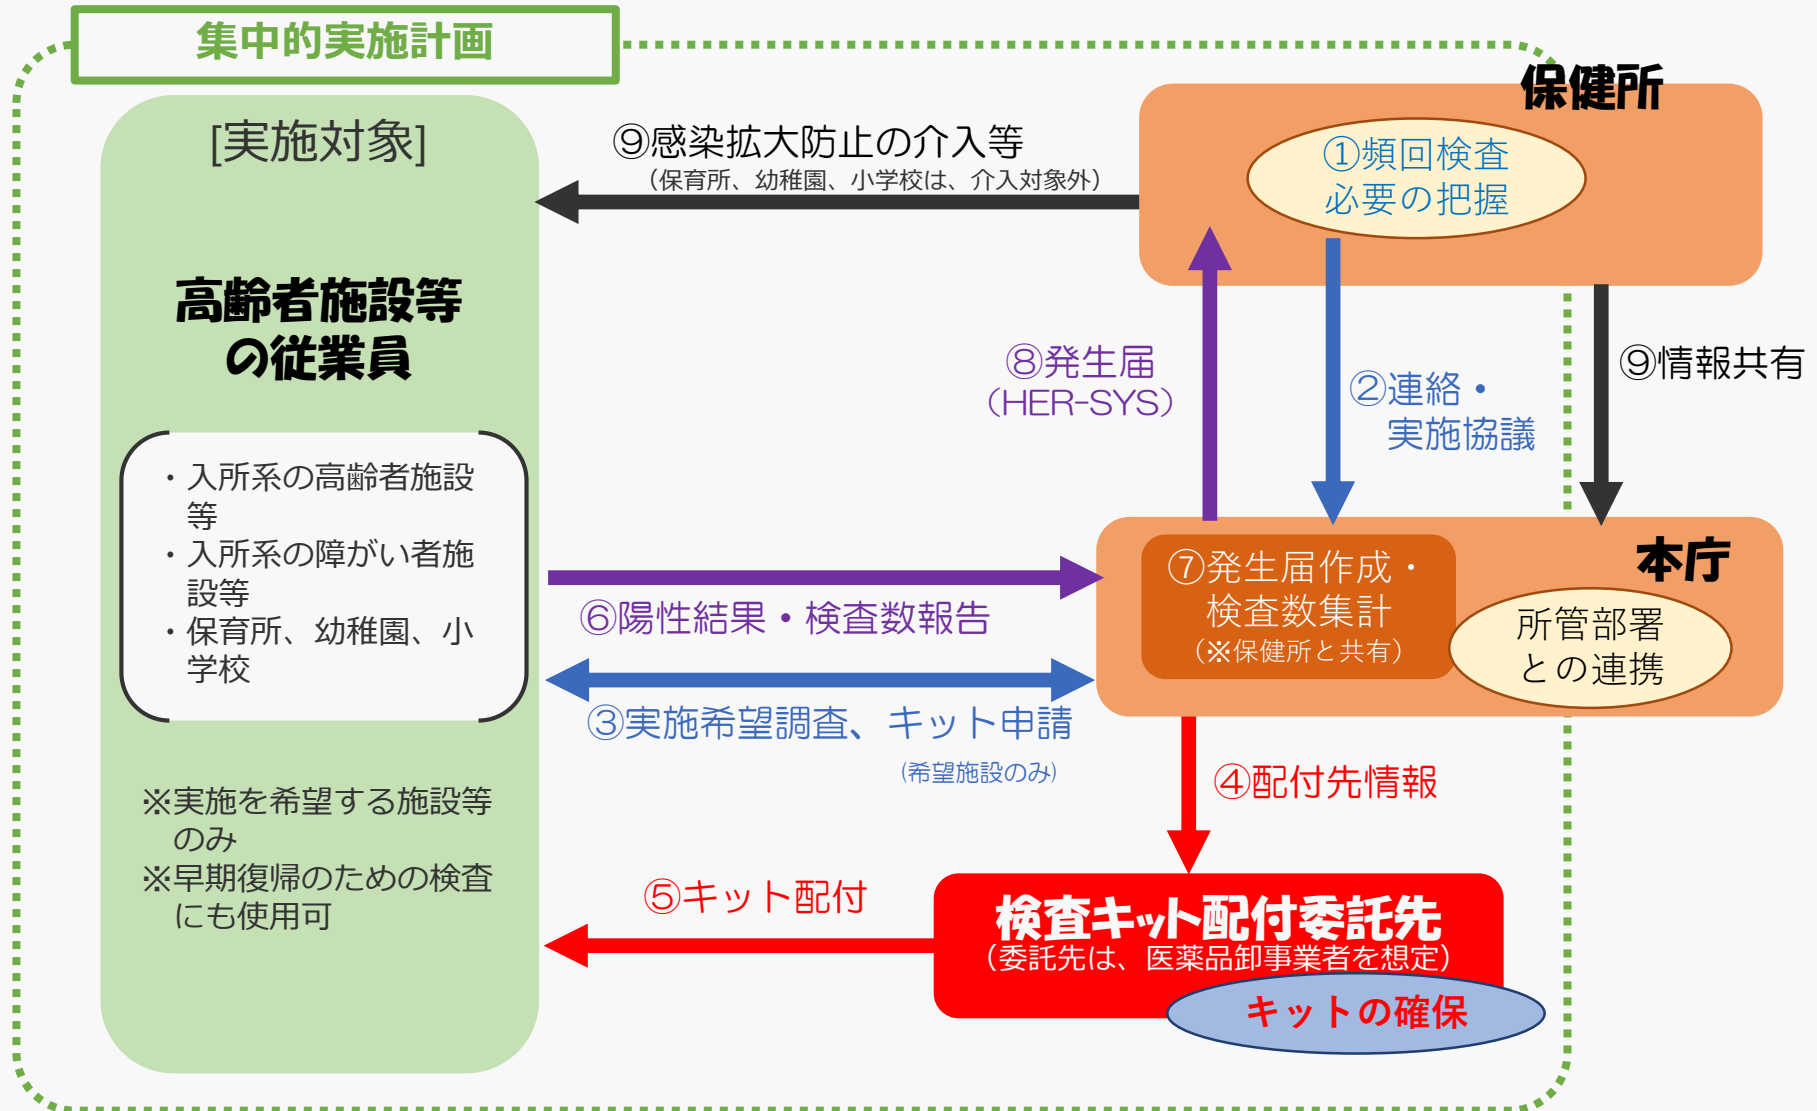 集中的実施計画
[実施対象]
高齢者施設等
の従業員
・入所系の高齢者施設
等
・入所系の障がい者施
設等
・保育所、幼稚園、小
学校
※実施を希望する施設等
のみ
※早期復帰のための検査
にも使用可
⑨感染拡大防止の介入等
（保育所、幼稚園、小学校は、介入対象外）
保健所
①頻回検査
必要の把握
⑧発生届
（HER-SYS）
②連絡・
実施協議
⑨情報共有
⑥陽性結果・検査数報告
③実施希望調査、キット申請
（希望施設のみ）
本庁
⑦発生届作成・
検査数集計
（※保健所と共有）
所管部署
との連携
④配付先情報
⑤キット配付
検査キット配付委託先
（委託先は、医薬品卸事業者を想定）
キットの確保